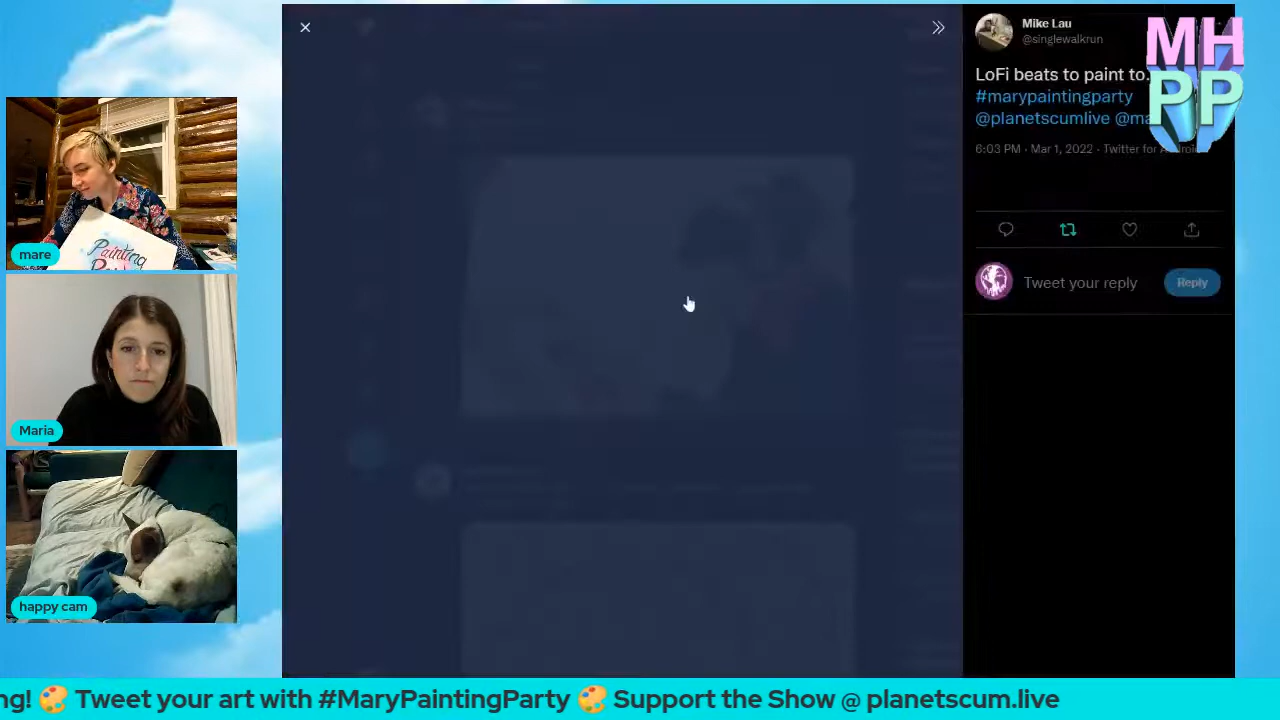 MH
PP
Mike Lau
@singlewalkrun
LoFi beats to paint to.
#marypaintingparty
@planetscumlive
6:03 PM · Mar 1, 2022 · Twitter for
Tweet your reply
Reply
Painting
mare
Maria
happy cam
ng! 🎨 Tweet your art with #MaryPaintingParty 🎨 Support the Show @ planetscum.live